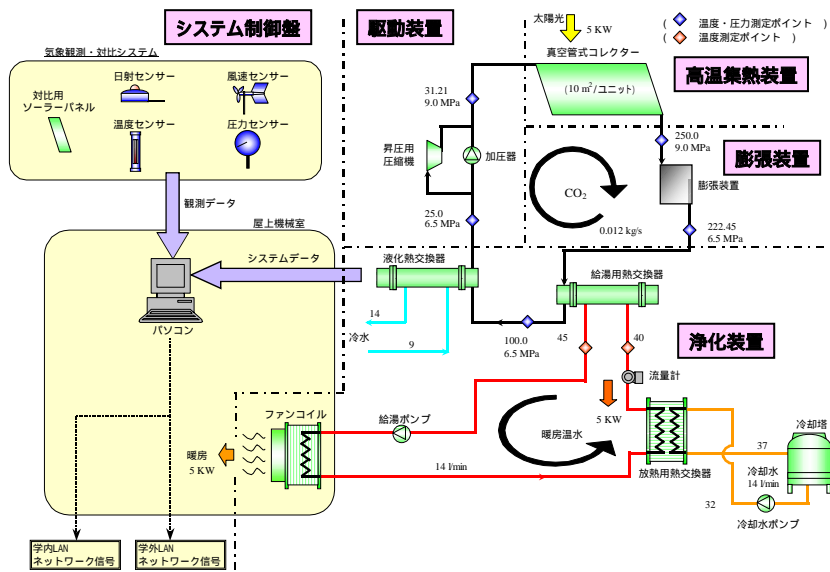 システム制御盤
駆動装置
太陽光
5 KW
( 温度・圧力測定ポイント )
( 温度測定ポイント )
気象観測・対比システム
対比用
ソーラーパネル
日射センサー
風速センサー
温度センサー
圧力センサー
真空管式コレクター
(10 m²/ユニット)
高温集熱装置
31.21
9.0 MPa
昇圧用
圧縮機
加圧器
250.0
9.0 MPa
膨張装置
膨張装置
CO₂
0.012 kg/s
25.0
6.5 MPa
222.45
6.5 MPa
観測データ
屋上機械室
システムデータ
パソコン
液化熱交換器
給湯用熱交換器
14
冷水
9
100.0
6.5 MPa
45
40
浄化装置
流量計
5 KW
ファンコイル
給湯ポンプ
暖房温水
暖房
5 KW
14 l/min
放熱用熱交換器
冷却塔
37
冷却水
14 l/min
32
冷却水ポンプ
学内LAN
ネットワーク信号
学外LAN
ネットワーク信号